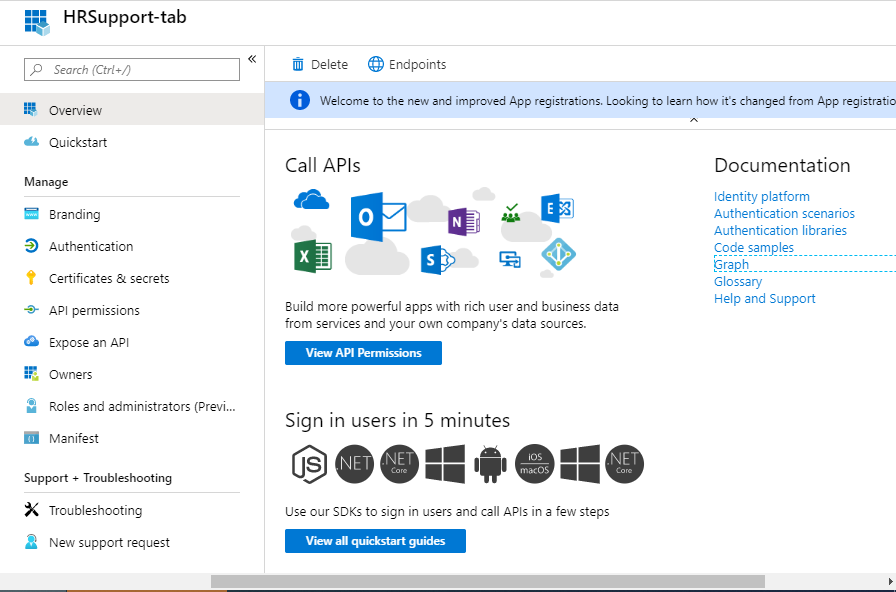 HRSupport-tab
Search (Ctrl+/)
«
Overview
Quickstart
Manage
Branding
Authentication
Certificates & secrets
API permissions
Expose an API
Owners
Roles and administrators (Previ...
Manifest
Support + Troubleshooting
Troubleshooting
New support request
Delete
Endpoints
Welcome to the new and improved App registrations. Looking to learn how it's changed from App registratio
Call APIs
O
N
E
X
S
Build more powerful apps with rich user and business data
from services and your own company's data sources.
View API Permissions
Sign in users in 5 minutes
JS
.NET
.NET
Core
iOS
macOS
.NET
Core
Use our SDKs to sign in users and call APIs in a few steps
View all quickstart guides
Documentation
Identity platform
Authentication scenarios
Authentication libraries
Code samples
Graph
Glossary
Help and Support